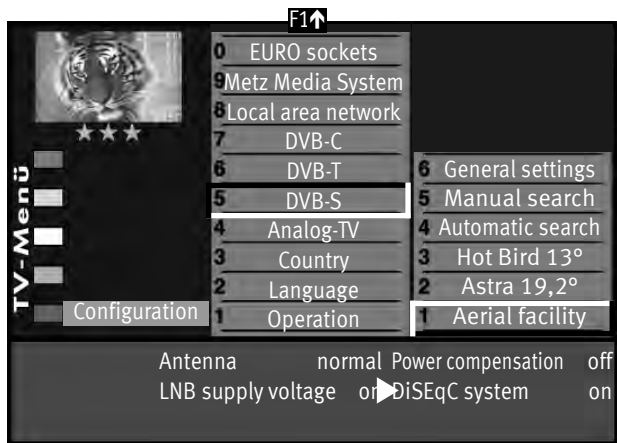 F1↑
0 EURO sockets
9 Metz Media System
8 Local area network
7 DVB-C
6 DVB-T
5 DVB-S
4 Analog-TV
3 Country
2 Language
1 Operation
TV-Menü
Configuration
6 General settings
5 Manual search
4 Automatic search
3 Hot Bird 13°
2 Astra 19,2°
1 Aerial facility
Antenna normal Power compensation off
LNB supply voltage on DiSEqC system on